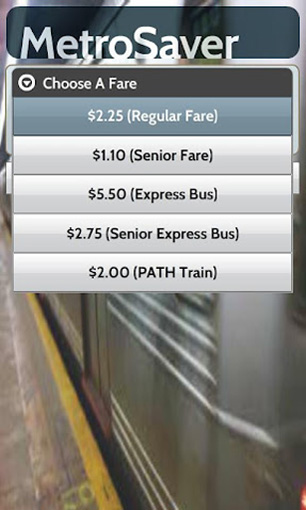 MetroSaver
Choose A Fare
$2.25 (Regular Fare)
$1.10 (Senior Fare)
$5.50 (Express Bus)
$2.75 (Senior Express Bus)
$2.00 (PATH Train)